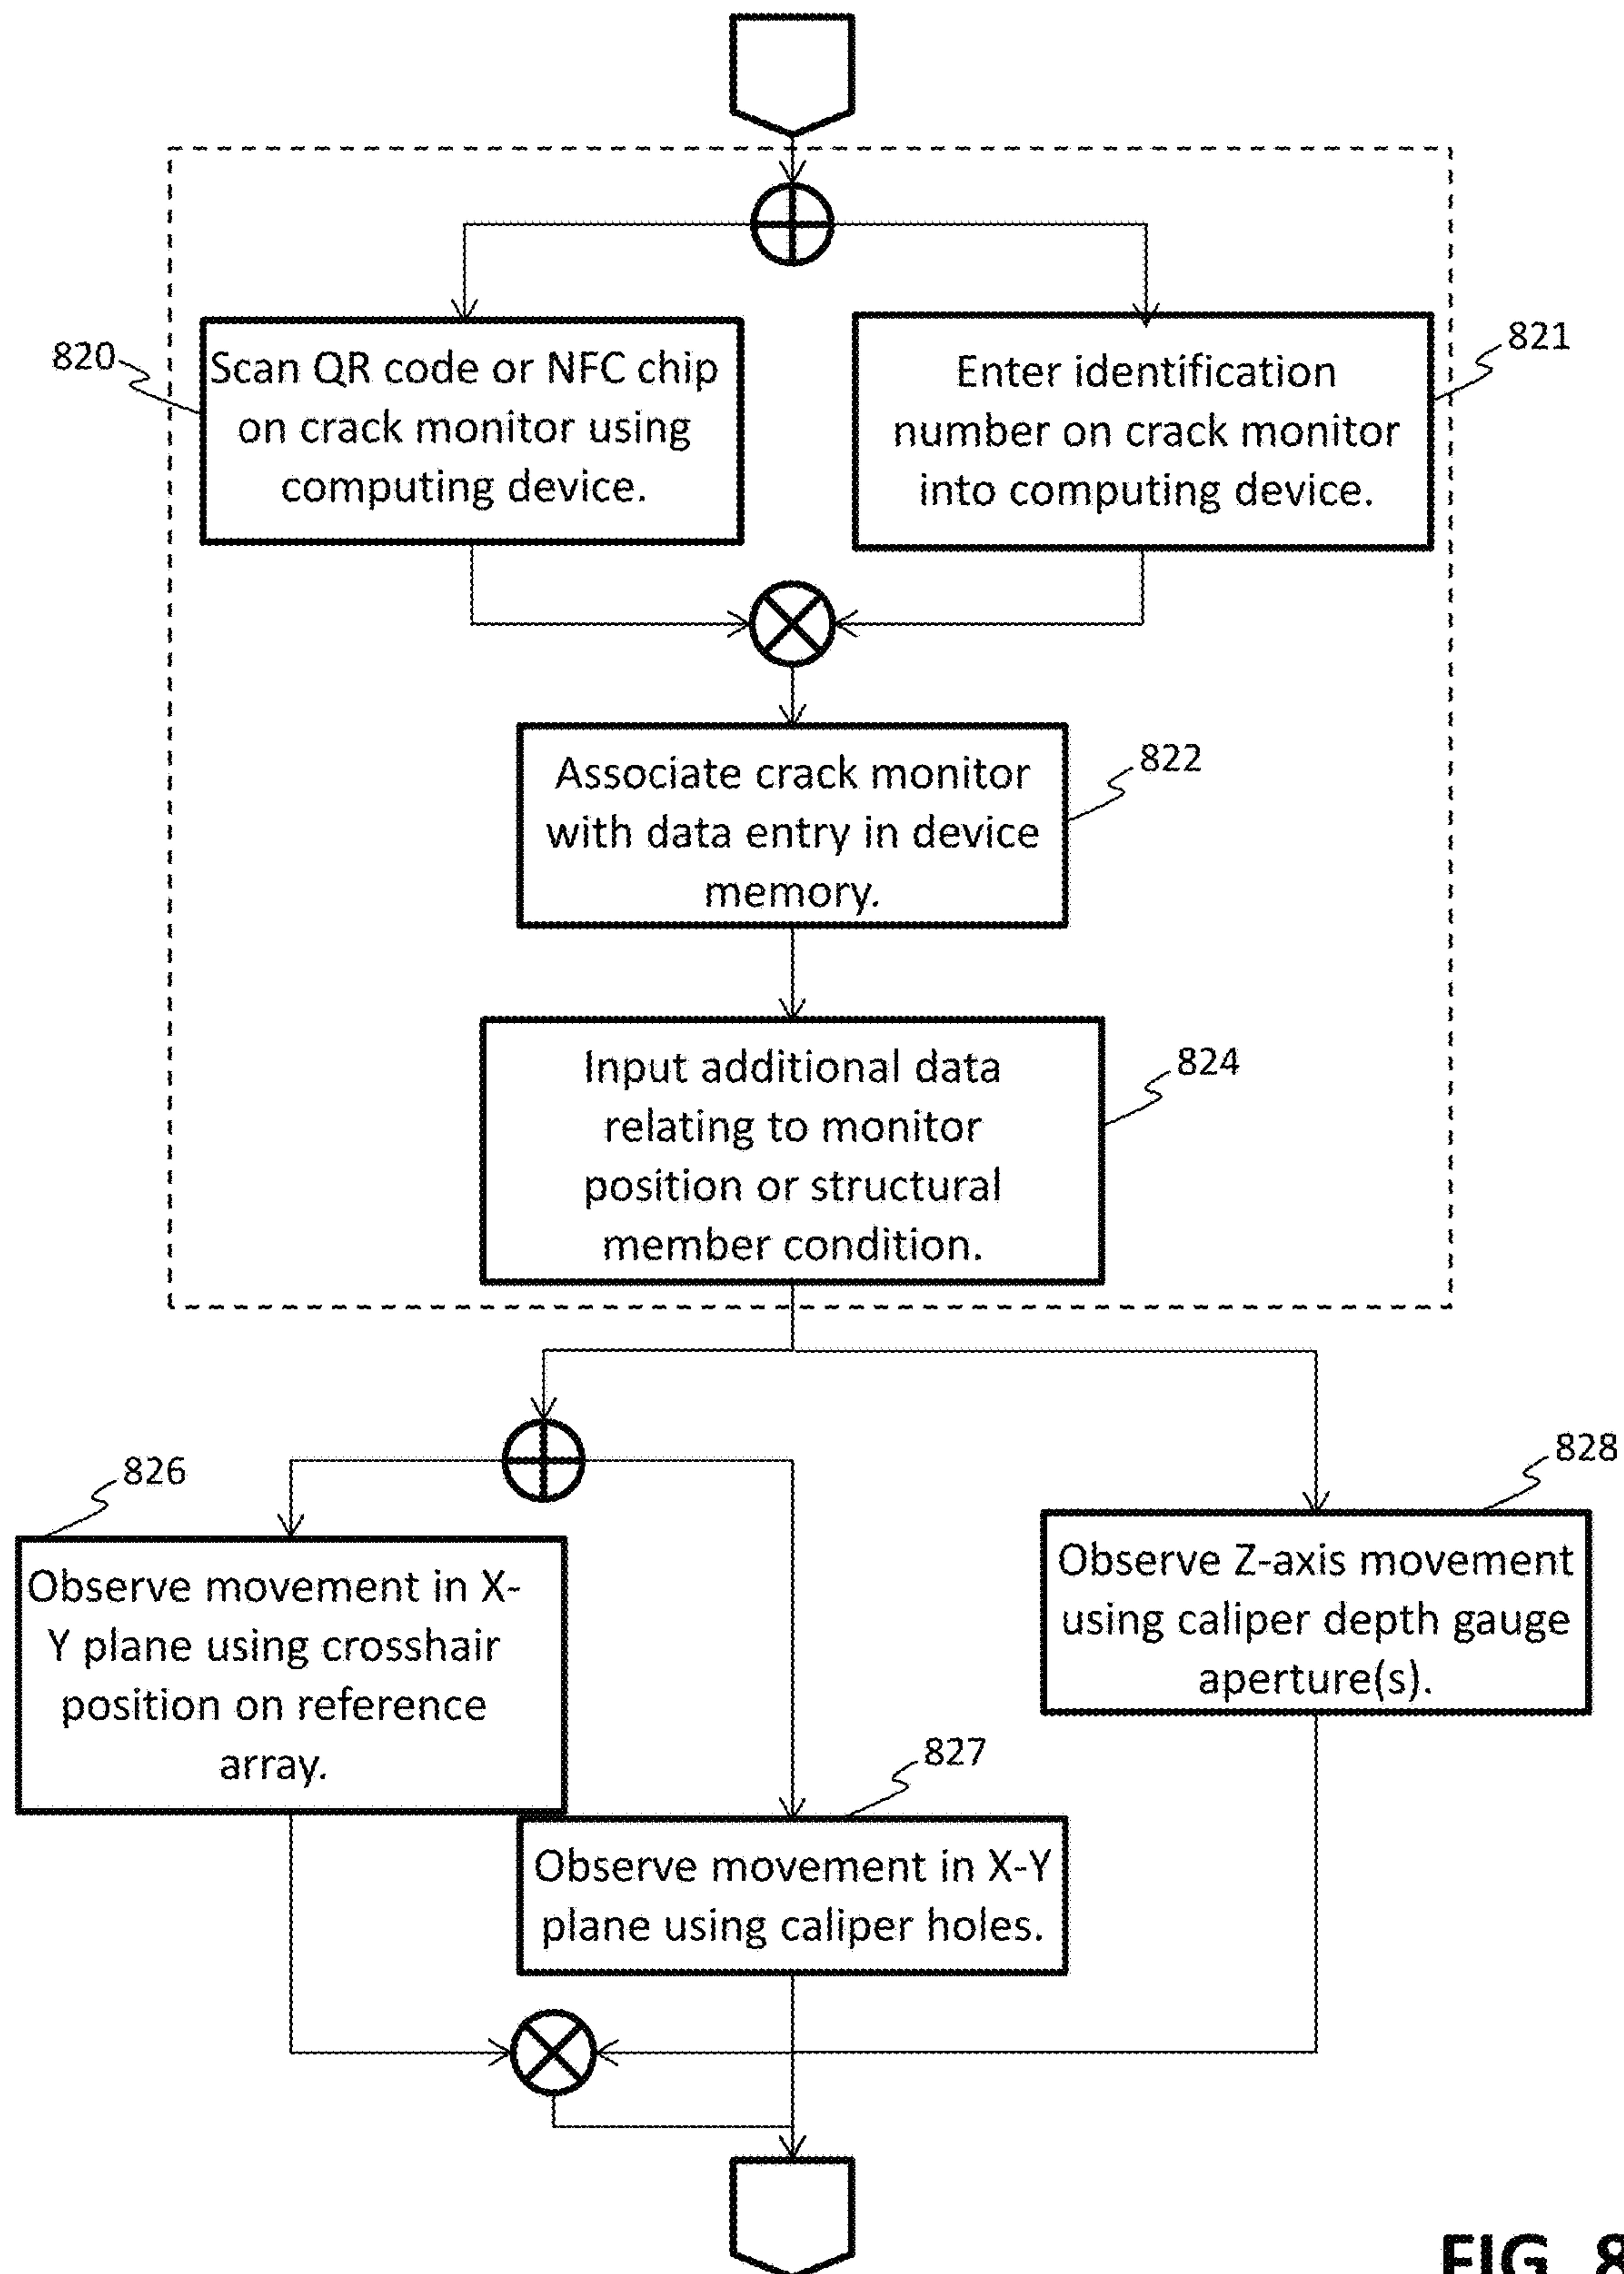 820
Scan QR code or NFC chip
on crack monitor using
computing device.
821
Enter identification
number on crack monitor
into computing device.
822
Associate crack monitor
with data entry in device
memory.
824
Input additional data
relating to monitor
position or structural
member condition.
826
Observe movement in X-
Y plane using crosshair
position on reference
array.
828
Observe Z-axis movement
using caliper depth gauge
aperture(s).
827
Observe movement in X-Y
plane using caliper holes.
FIG. 8